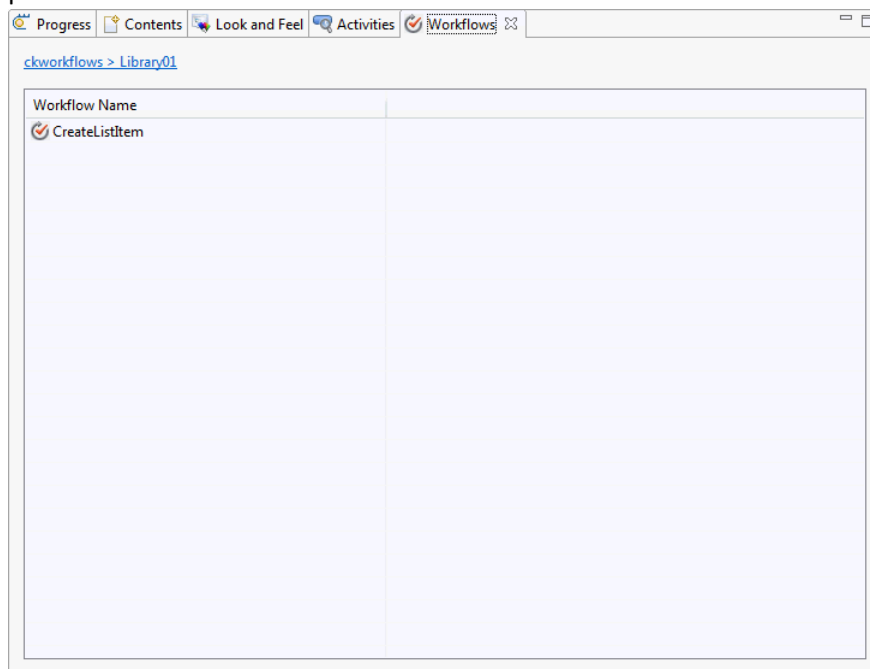 Progress Contents Look and Feel Activities Workflows
ckworkflows > Library01
Workflow Name
CreateListItem